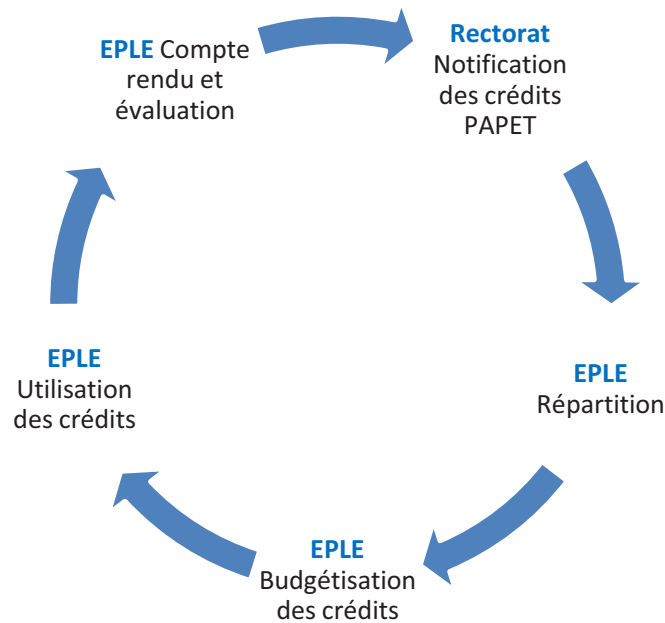 EPLE Compte
rendu et
évaluation
Rectorat
Notification
des crédits
PAPET
EPLE
Répartition
EPLE
Budgétisation
des crédits
EPLE
Utilisation
des crédits